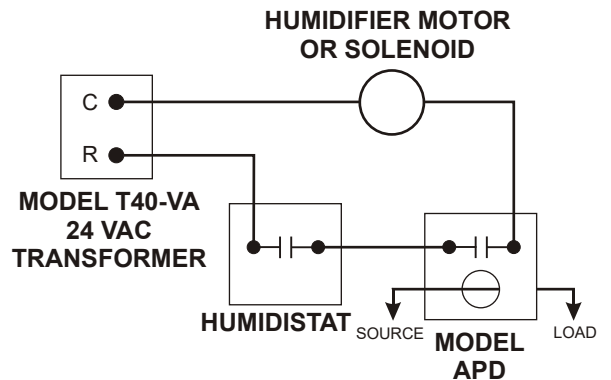 HUMIDIFIER MOTOR
OR SOLENOID
C
R
MODEL T40-VA
24 VAC
TRANSFORMER
HUMIDISTAT
SOURCE
MODEL
APD
LOAD